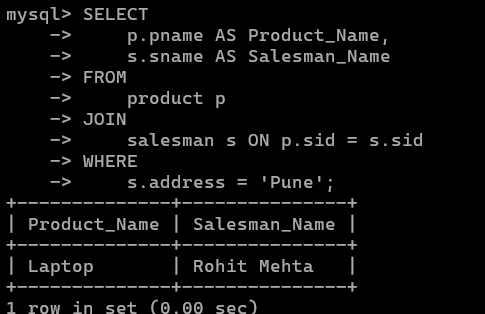 mysql> SELECT
    ->     p.pname AS Product_Name,
    ->     s.sname AS Salesman_Name
    -> FROM
    ->     product p
    -> JOIN
    ->     salesman s ON p.sid = s.sid
    -> WHERE
    ->     s.address = 'Pune';
+--------------+---------------+
| Product_Name | Salesman_Name |
+--------------+---------------+
| Laptop       | Rohit Mehta   |
+--------------+---------------+
1 row in set (0.00 sec)